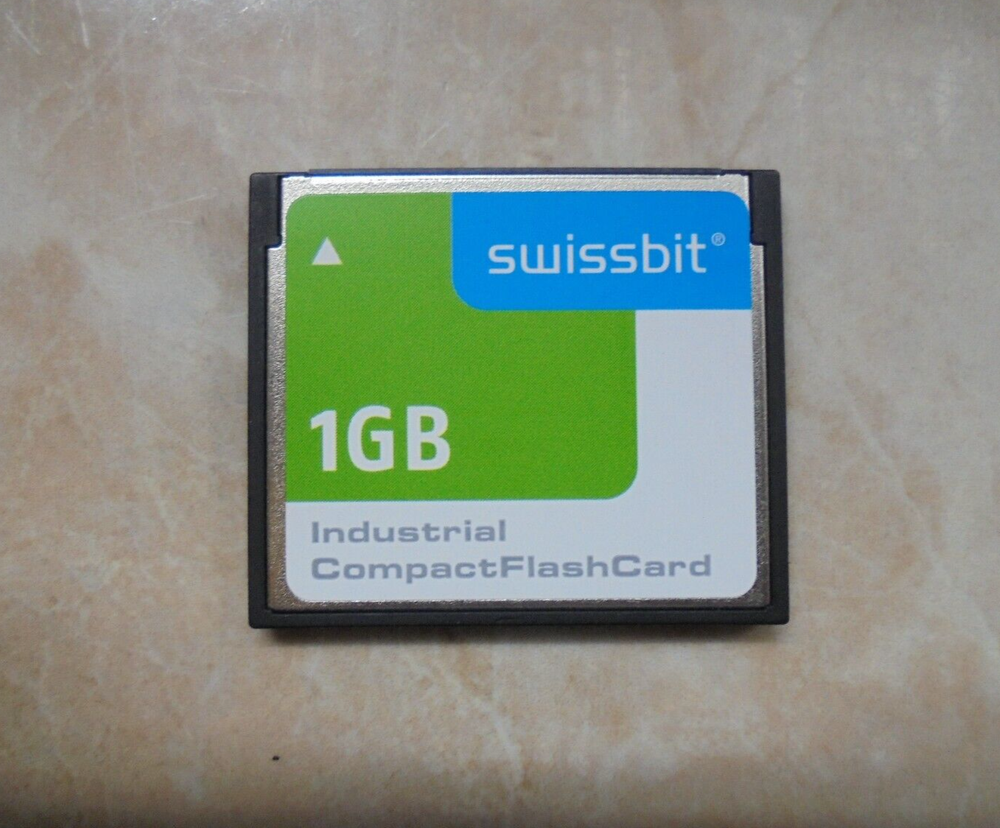 swissbit®
1GB
Industrial
CompactFlashCard